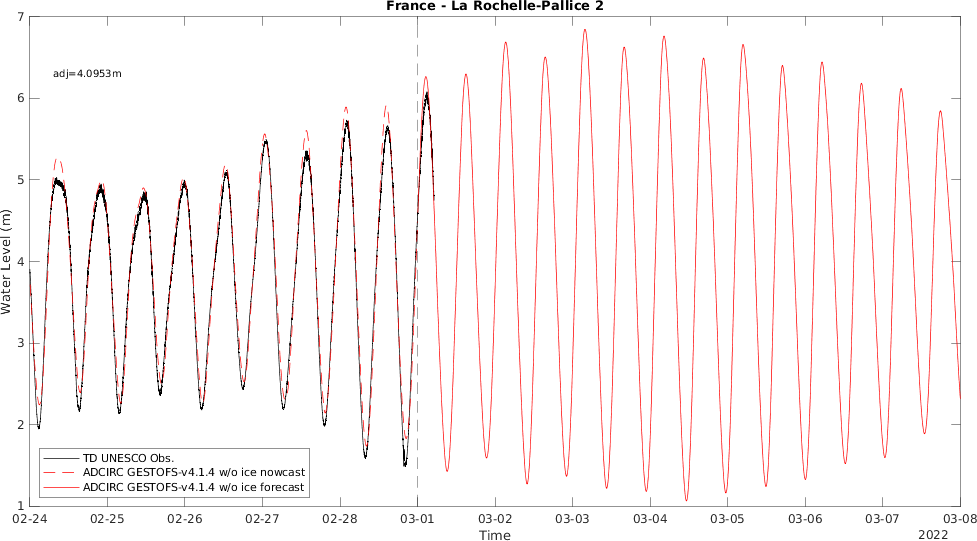 France - La Rochelle-Pallice 2
7
adj=4.0953m
6
5
4
3
2
1
Water Level (m)
TD UNESCO Obs.
ADCIRC GESTOFS-v4.1.4 w/o ice nowcast
ADCIRC GESTOFS-v4.1.4 w/o ice forecast
02-24 02-25 02-26 02-27 02-28 03-01 03-02 03-03 03-04 03-05 03-06 03-07 03-08
Time 2022